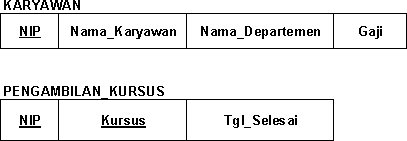 KARYAWAN
NIP Nama_Karyawan Nama_Departemen Gaji
PENGAMBILAN_KURSUS
NIP Kursus Tgl_Selesai